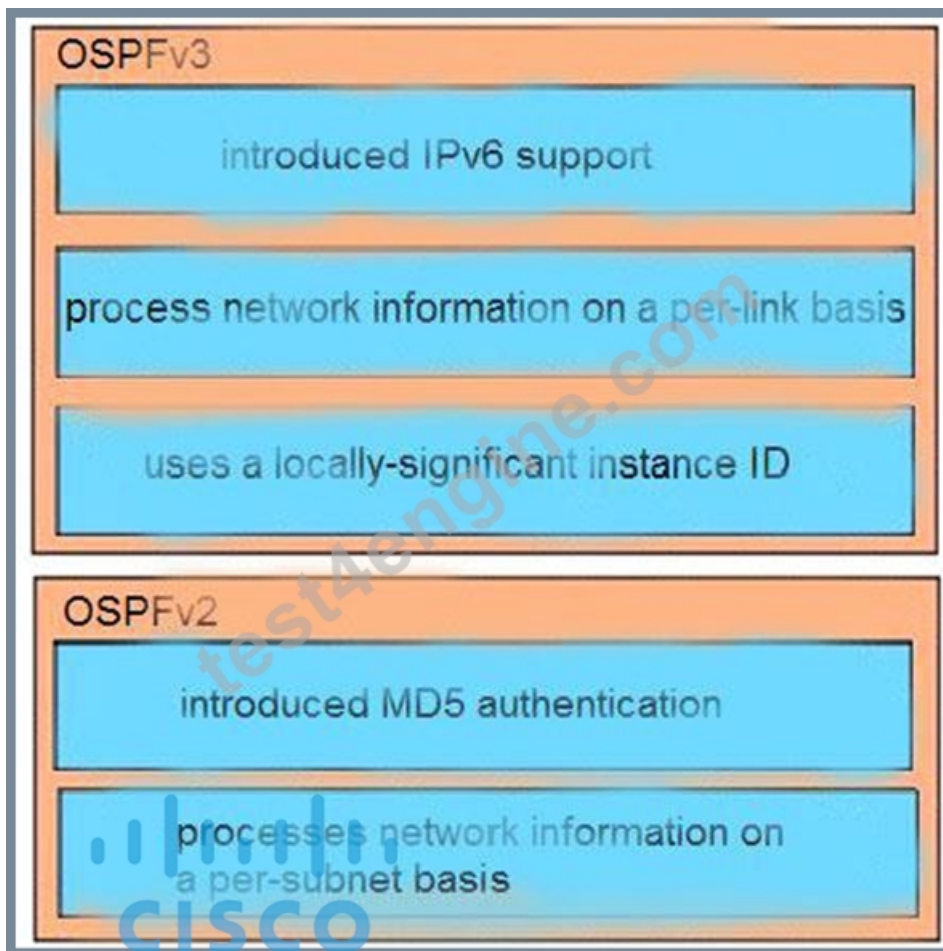 OSPFv3
introduced IPv6 support
process network information on a per-link basis
uses a locally-significant instance ID
OSPFv2
introduced MD5 authentication
processes network information on
a per-subnet basis
test4engine.com
CISCO